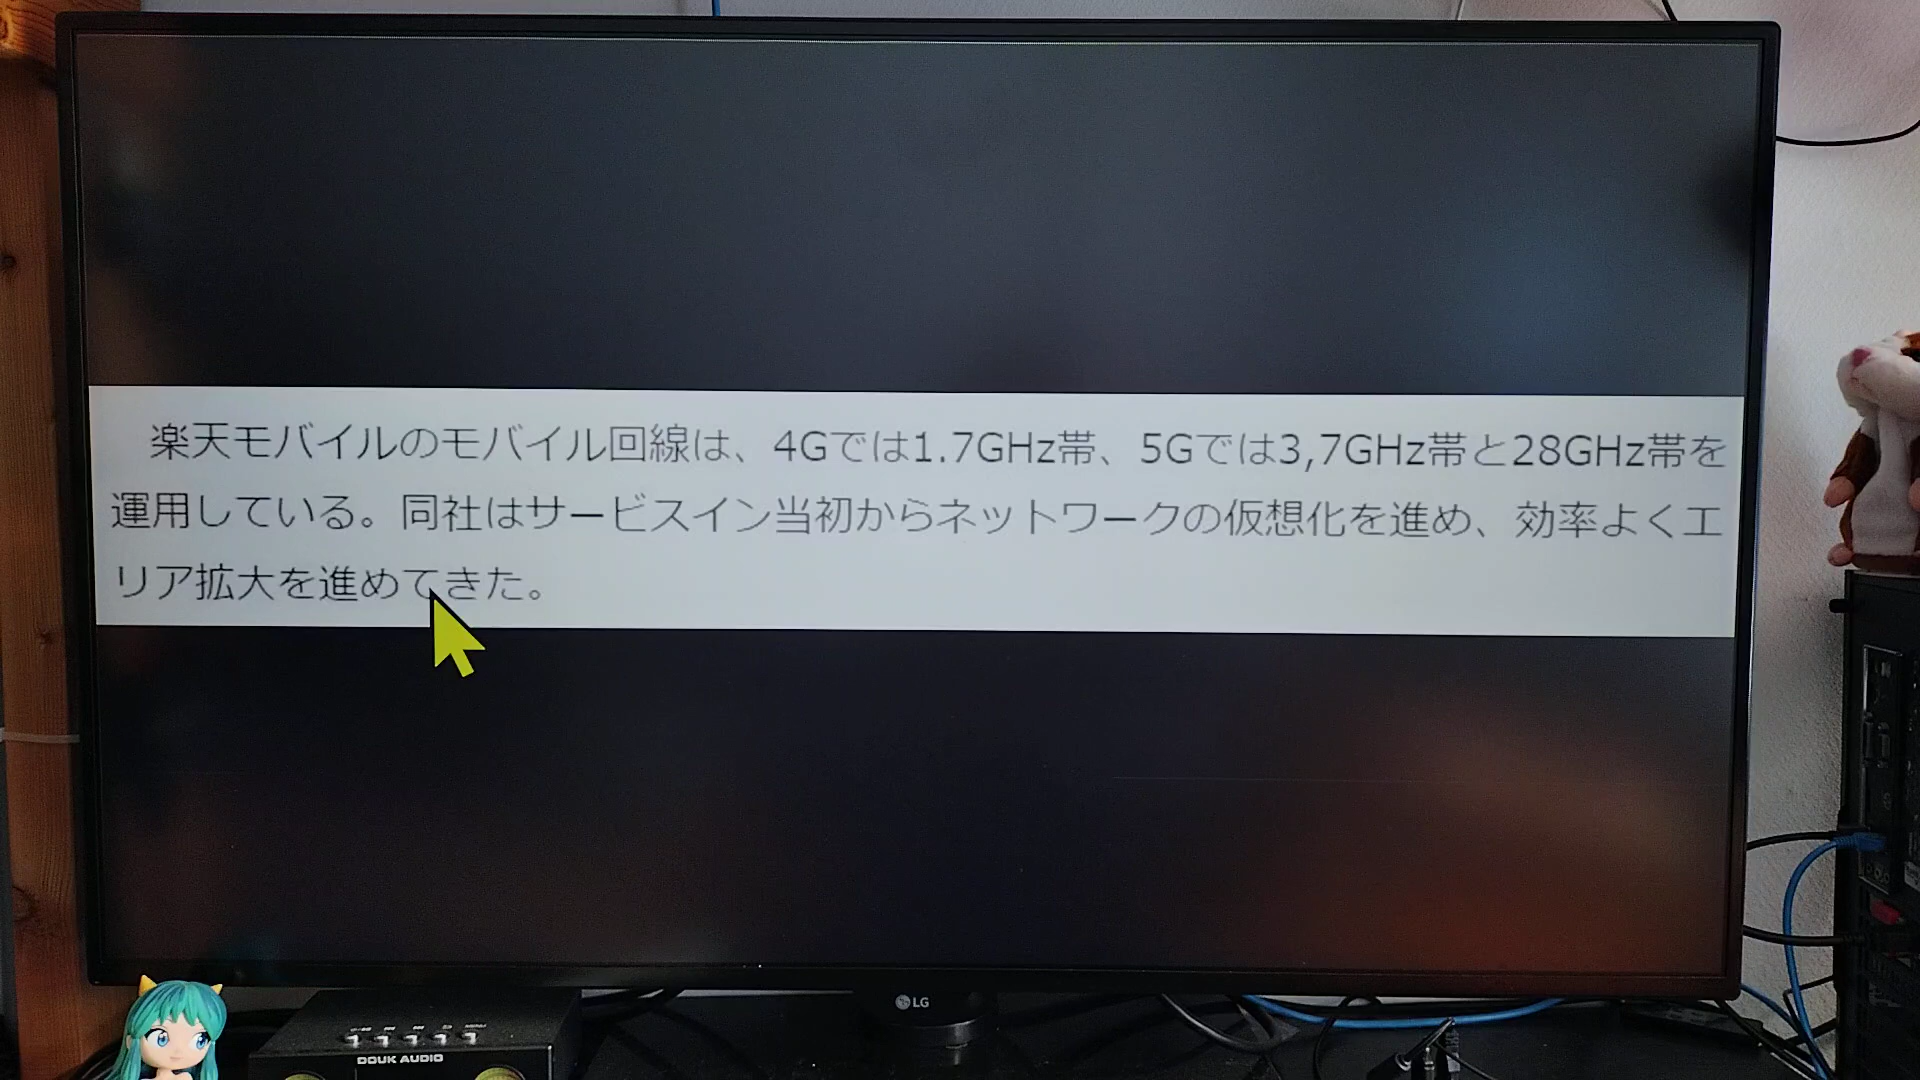 楽天モバイルのモバイル回線は、4Gでは1.7GHz帯、5Gでは3,7GHz帯と28GHz帯を
運用している。同社はサービスイン当初からネットワークの仮想化を進め、効率よくエ
リア拡大を進めてきた。
LG
DOUK AUDIO